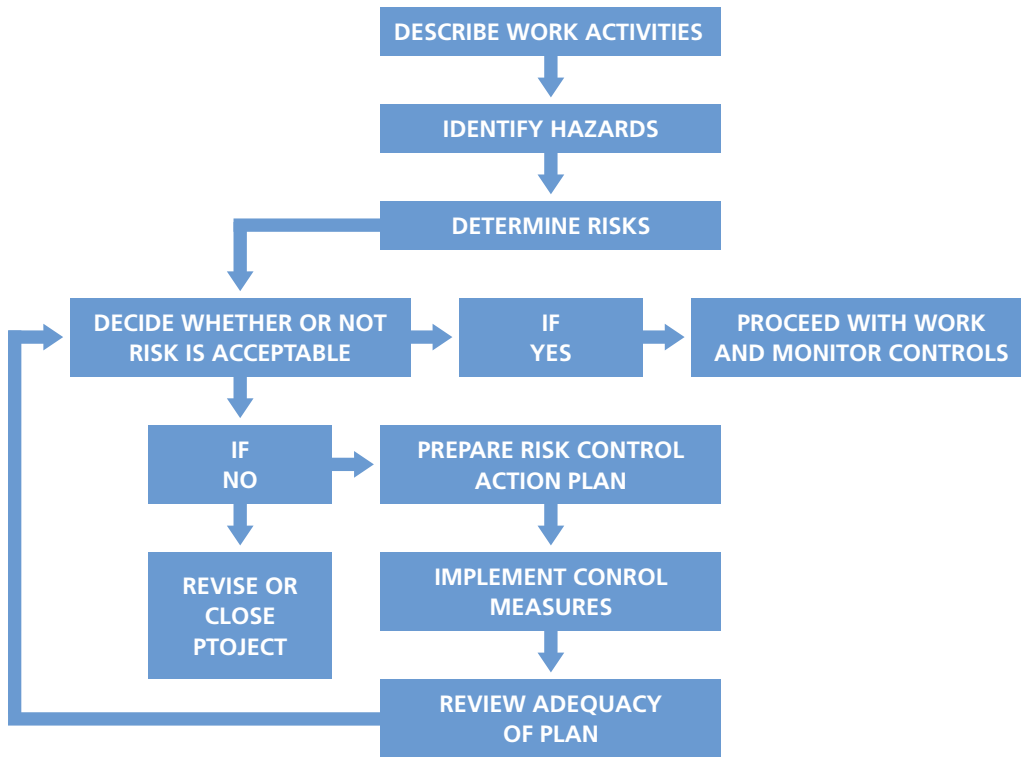 DESCRIBE WORK ACTIVITIES
IDENTIFY HAZARDS
DETERMINE RISKS
DECIDE WHETHER OR NOT
RISK IS ACCEPTABLE
IF
YES
PROCEED WITH WORK
AND MONITOR CONTROLS
IF
NO
PREPARE RISK CONTROL
ACTION PLAN
REVISE OR
CLOSE
PTOJECT
IMPLEMENT CONROL
MEASURES
REVIEW ADEQUACY
OF PLAN